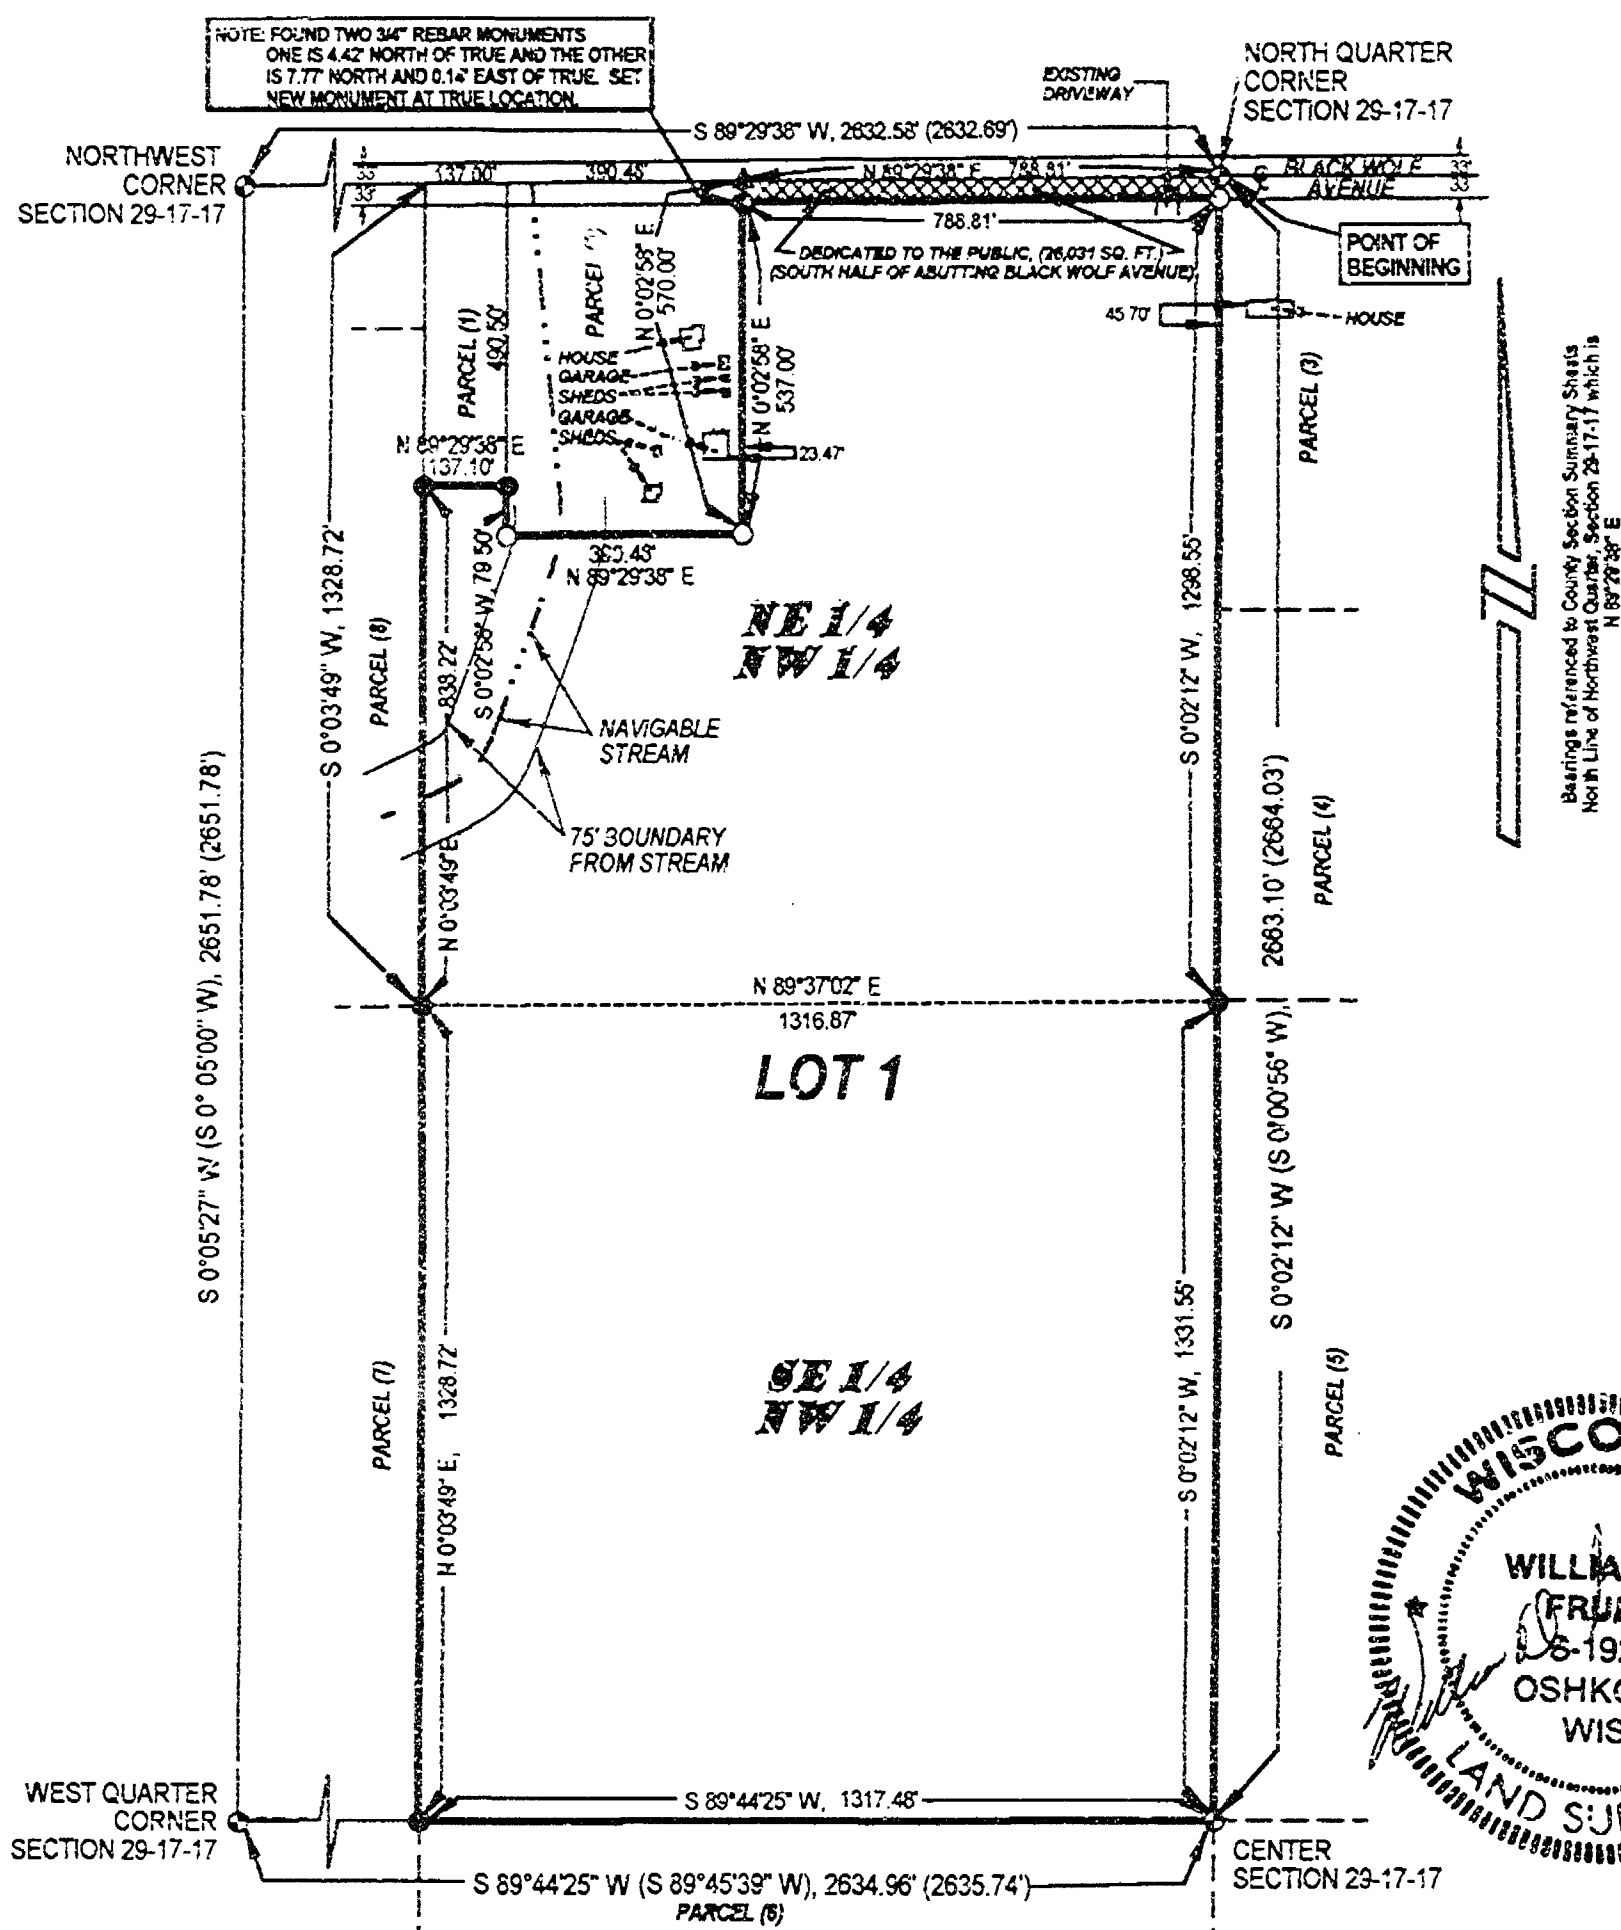 NOTE: FOUND TWO 3/4" REBAR MONUMENTS
ONE IS 4.42' NORTH OF TRUE AND THE OTHER
IS 7.77' NORTH AND 0.14' EAST OF TRUE. SET
NEW MONUMENT AT TRUE LOCATION.
EXISTING
DRIVEWAY
NORTH QUARTER
CORNER
SECTION 29-17-17
S 89°29'38" W, 2632.58' (2632.69')
NORTHWEST
CORNER
SECTION 29-17-17
33'
33'
137.00'
390.48'
N 89°29'38" E 788.81'
BLACK WOLF
AVENUE
33'
33'
788.81'
DEDICATED TO THE PUBLIC, (26,031 SQ. FT.)
(SOUTH HALF OF ABUTTING BLACK WOLF AVENUE)
POINT OF
BEGINNING
PARCEL (1)
490.50'
PARCEL
N 0°02'58" E
570.00'
N 0°02'58" E
537.00'
HOUSE
GARAGE
SHEDS
GARAGE
SHEDS
23.47'
45.70'
HOUSE
PARCEL (3)
N 89°29'38" E
137.10'
390.48'
N 89°29'38" E
S 0°03'49" W, 1328.72'
PARCEL (8)
838.22'
N 0°03'49" E
S 0°02'58" W, 79.50'
NE 1/4
NW 1/4
NAVIGABLE
STREAM
75' BOUNDARY
FROM STREAM
S 0°02'12" W, 1298.55'
PARCEL (4)
2663.10' (2664.03')
S 0°02'12" W (S 0°00'56" W),
Bearings referenced to County Section Summary Sheets
North Line of Northwest Quarter, Section 29-17-17 which is
N 89°29'38" E
S 0°05'27" W (S 0° 05'00" W), 2651.78' (2651.78')
N 89°37'02" E
1316.87'
LOT 1
SE 1/4
NW 1/4
PARCEL (7)
N 0°03'49" E, 1328.72'
S 0°02'12" W, 1331.55'
PARCEL (5)
WISCO
WILLIA
FRU
S-19
OSHK
WIS
LAND SU
WEST QUARTER
CORNER
SECTION 29-17-17
S 89°44'25" W, 1317.48'
CENTER
SECTION 29-17-17
S 89°44'25" W (S 89°45'39" W), 2634.96' (2635.74')
PARCEL (6)